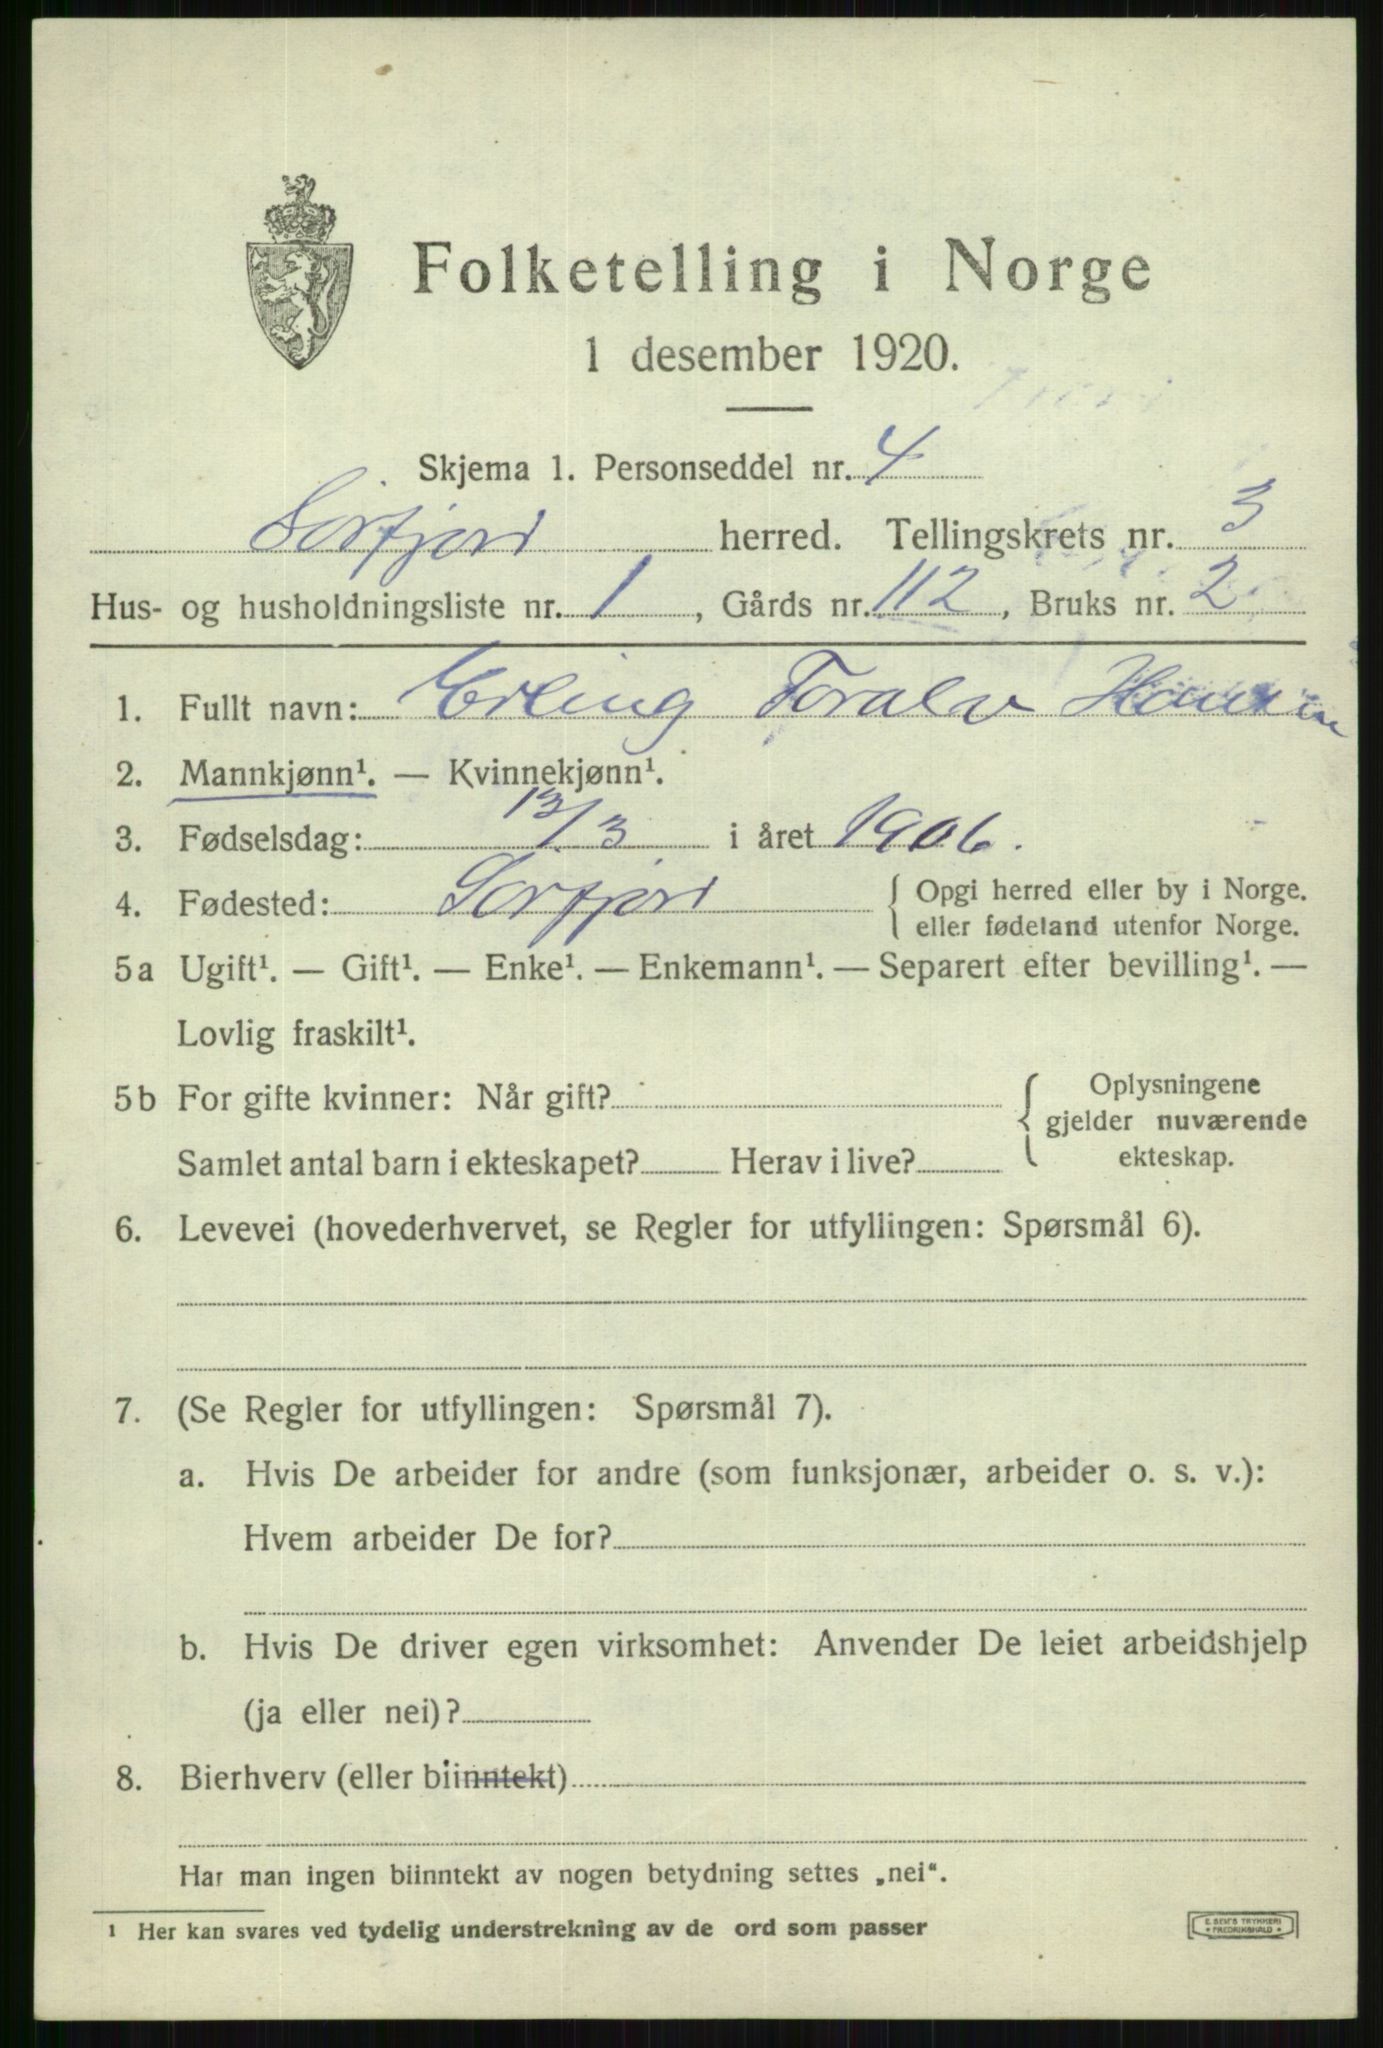 Folketelling i Norge
1 desember 1920.
Skjema 1. Personseddel nr. 4
Sørfjord herred. Tellingskrets nr. 3
Hus- og husholdningsliste nr. 1, Gårds nr. 112, Bruks nr. 2
1. Fullt navn: Erling Toralv Hansen
2. Mannkjønn¹. — Kvinnekjønn¹.
3. Fødselsdag: 13/3 i året 1906.
4. Fødested: Sørfjord { Opgi herred eller by i Norge.
eller fødeland utenfor Norge.
5a Ugift¹. — Gift¹. — Enke¹. — Enkemann¹. — Separert efter bevilling¹. —
Lovlig fraskilt¹.
5b For gifte kvinner: Når gift? { Oplysningene
gjelder nuværende
Samlet antal barn i ekteskapet? Herav i live? ekteskap.
6. Levevei (hovederhvervet, se Regler for utfyllingen: Spørsmål 6).
7. (Se Regler for utfyllingen: Spørsmål 7).
a. Hvis De arbeider for andre (som funksjonær, arbeider o. s. v.):
Hvem arbeider De for?
b. Hvis De driver egen virksomhet: Anvender De leiet arbeidshjelp
(ja eller nei)?
8. Bierhverv (eller biinntekt)
Har man ingen biinntekt av nogen betydning settes „nei“.
¹ Her kan svares ved tydelig understrekning av de ord som passer
E. SEM'S TRYKKERI
• FREDRIKSHALD •